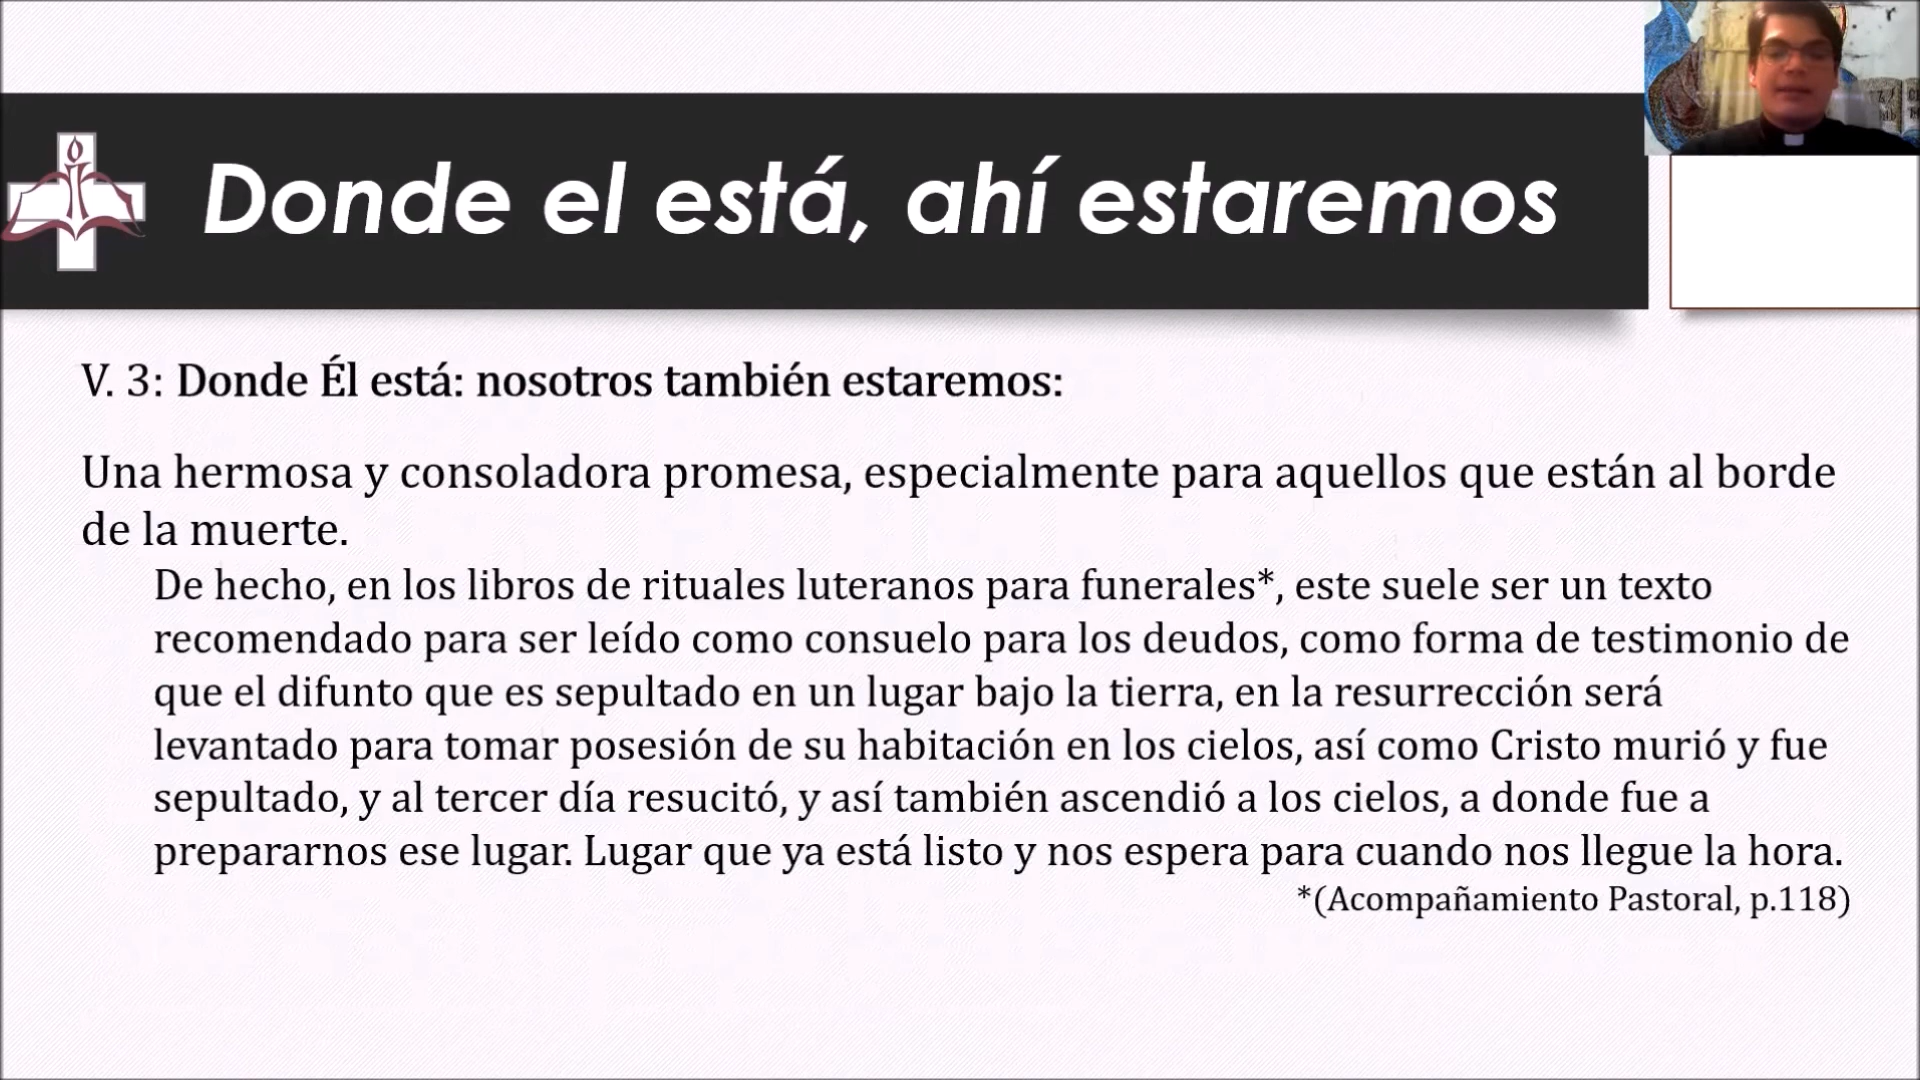 Donde el está, ahí estaremos
V. 3: Donde Él está: nosotros también estaremos:
Una hermosa y consoladora promesa, especialmente para aquellos que están al borde
de la muerte.
De hecho, en los libros de rituales luteranos para funerales*, este suele ser un texto
recomendado para ser leído como consuelo para los deudos, como forma de testimonio de
que el difunto que es sepultado en un lugar bajo la tierra, en la resurrección será
levantado para tomar posesión de su habitación en los cielos, así como Cristo murió y fue
sepultado, y al tercer día resucitó, y así también ascendió a los cielos, a donde fue a
prepararnos ese lugar. Lugar que ya está listo y nos espera para cuando nos llegue la hora.
*(Acompañamiento Pastoral, p.118)